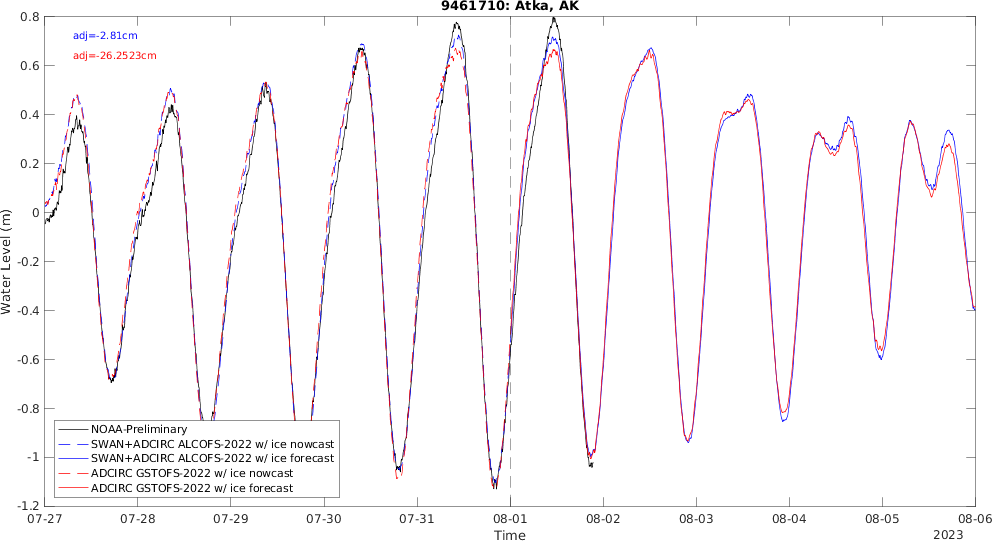 9461710: Atka, AK
adj=-2.81cm
adj=-26.2523cm
0.8
0.6
0.4
0.2
0
-0.2
-0.4
-0.6
-0.8
-1
-1.2
Water Level (m)
NOAA-Preliminary
SWAN+ADCIRC ALCOFS-2022 w/ ice nowcast
SWAN+ADCIRC ALCOFS-2022 w/ ice forecast
ADCIRC GSTOFS-2022 w/ ice nowcast
ADCIRC GSTOFS-2022 w/ ice forecast
07-27 07-28 07-29 07-30 07-31 08-01 08-02 08-03 08-04 08-05 08-06
Time
2023